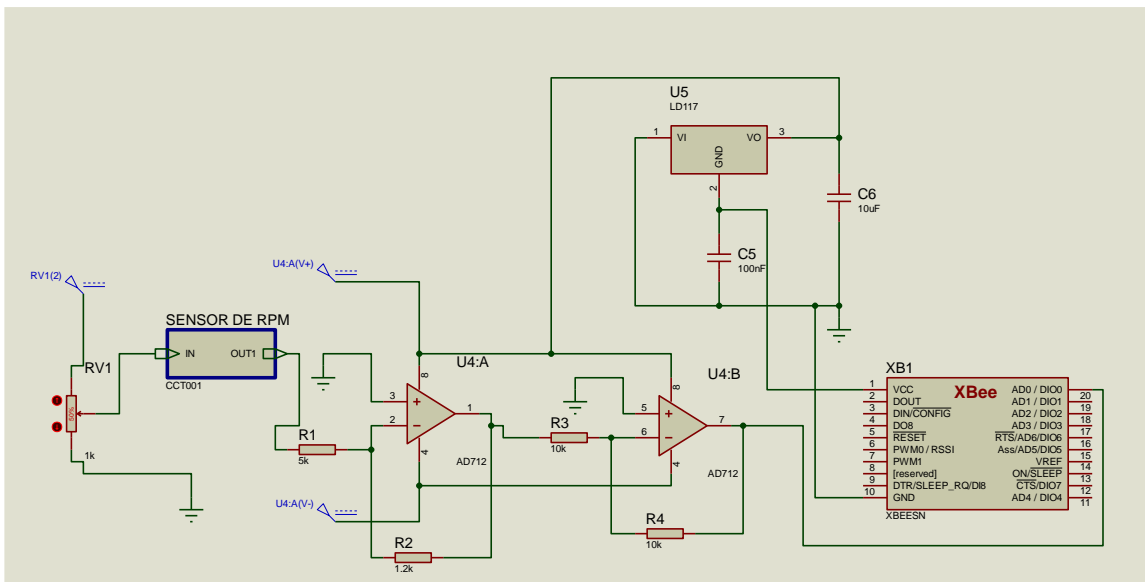 U5
LD117
1
VI
VO
3
GND
2
C6
10uF
C5
100nF
RV1(2)
U4:A(V+)
SENSOR DE RPM
IN
OUT1
CCT001
RV1
50%
1k
U4:A
8
3
2
1
4
AD712
R1
5k
U4:A(V-)
R2
1.2k
U4:B
8
5
6
7
4
AD712
R3
10k
R4
10k
XB1
XBee
1 VCC AD0 / DIO0 20
2 DOUT AD1 / DIO1 19
3 DIN/CONFIG AD2 / DIO2 18
4 DO8 AD3 / DIO3 17
5 RESET RTS/AD6/DIO6 16
6 PWM0 / RSSI Ass/AD5/DIO5 15
7 PWM1 VREF 14
8 [reserved] ON/SLEEP 13
9 DTR/SLEEP_RQ/DI8 CTS/DIO7 12
10 GND AD4 / DIO4 11
XBEESN